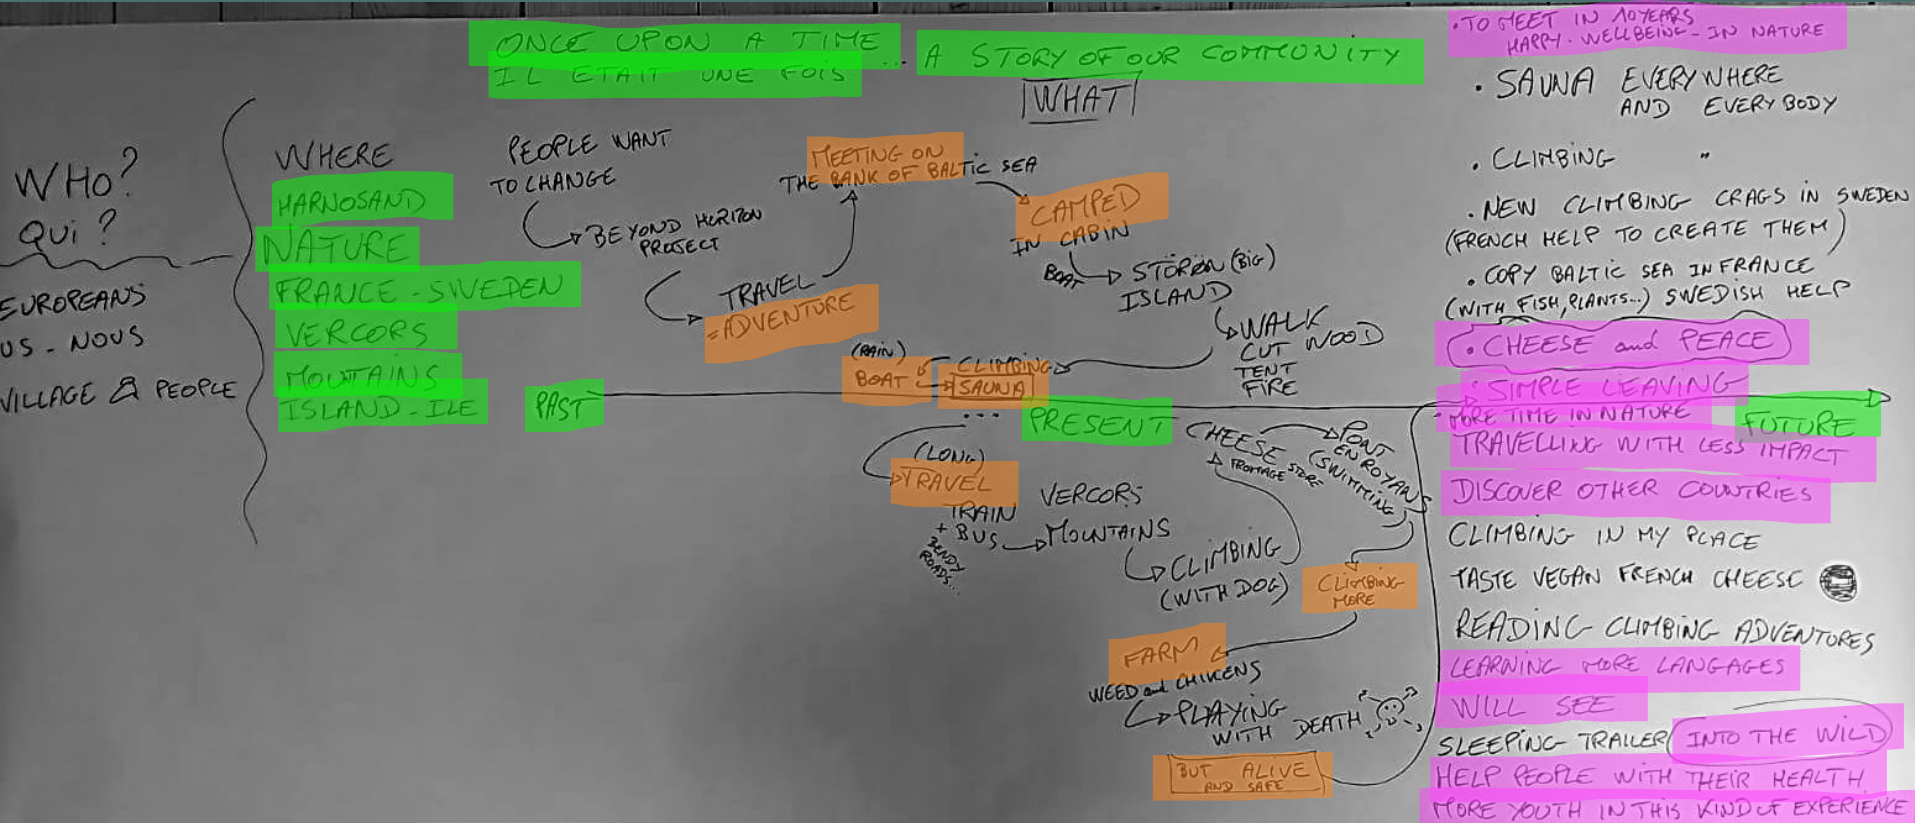 ONCE UPON A TIME
IL ETAIT UNE FOIS ... A STORY OF OUR COMMUNITY
WHAT
WHO?
QUI?
EUROPEANS
US - NOUS
VILLAGE & PEOPLE
WHERE
HARNOSAND
NATURE
FRANCE - SWEDEN
VERCORS
MOUTAINS
ISLAND - ILE
PAST
PEOPLE WANT
TO CHANGE
BEYOND HORIZON
PROJECT
TRAVEL
= ADVENTURE
MEETING ON
THE BANK OF BALTIC SEA
CAMPED
IN CABIN
BOAT
STORÖN (BIG)
ISLAND
WALK
CUT WOOD
TENT
FIRE
CLIMBING
(RAIN)
BOAT
SAUNA
...
PRESENT
(LONG)
TRAVEL
TRAIN
+ BUS
BENDY
ROADS...
VERCORS
MOUNTAINS
CLIMBING
(WITH DOG)
CHEESE
FROMAGE STORE
PONT
EN ROYANS
(SWIMMING)
CLIMBING
MORE
FARM
WEED and CHIKENS
PLAYING
WITH DEATH
BUT ALIVE
AND SAFE
FUTURE
• TO MEET IN 10 YEARS
HAPPY - WELLBEING - IN NATURE
• SAUNA EVERYWHERE
AND EVERYBODY
• CLIMBING "
• NEW CLIMBING CRAGS IN SWEDEN
(FRENCH HELP TO CREATE THEM)
• COPY BALTIC SEA IN FRANCE
(WITH FISH, PLANTS...) SWEDISH HELP
• CHEESE and PEACE
• SIMPLE LEAVING
MORE TIME IN NATURE
TRAVELLING WITH LESS IMPACT
DISCOVER OTHER COUNTRIES
CLIMBING IN MY PLACE
TASTE VEGAN FRENCH CHEESE
READING CLIMBING ADVENTURES
LEARNING MORE LANGAGES
WILL SEE
SLEEPING TRAILER INTO THE WILD
HELP PEOPLE WITH THEIR HEALTH
MORE YOUTH IN THIS KIND OF EXPERIENCE